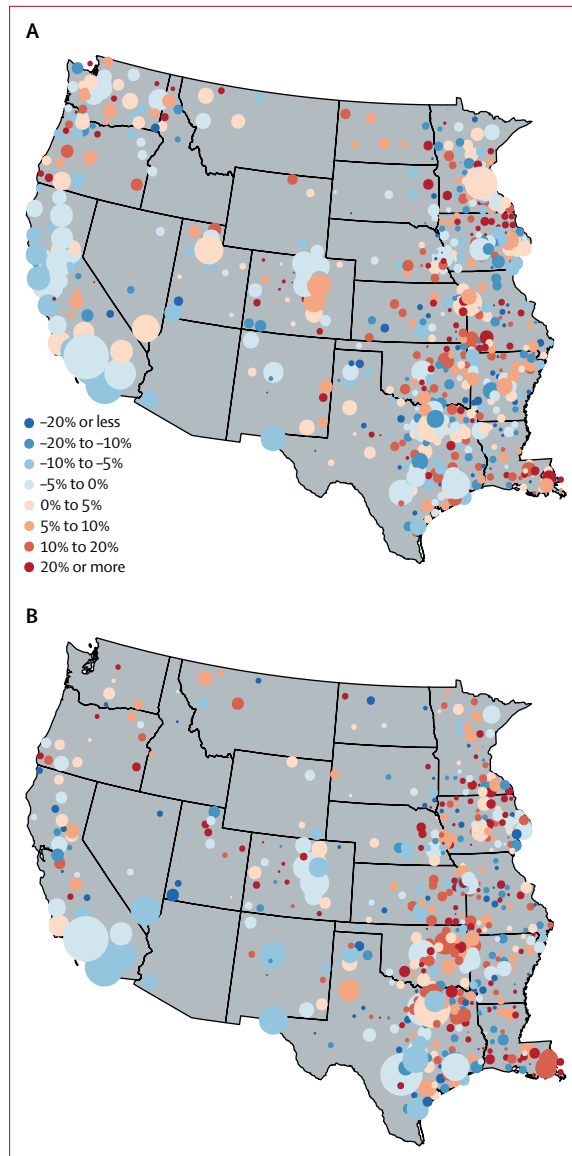 A
–20% or less
–20% to –10%
–10% to –5%
–5% to 0%
0% to 5%
5% to 10%
10% to 20%
20% or more
B